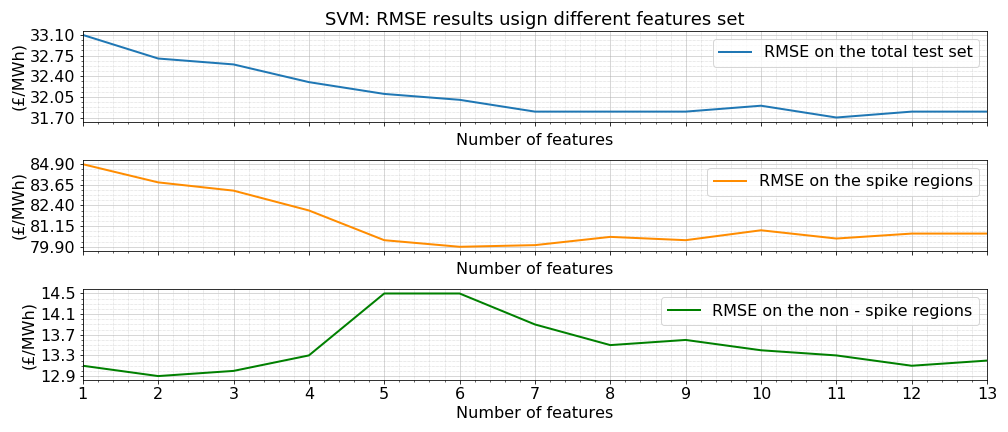 SVM: RMSE results usign different features set
33.10
32.75
32.40
32.05
31.70
(£/MWh)
RMSE on the total test set
Number of features
84.90
83.65
82.40
81.15
79.90
(£/MWh)
RMSE on the spike regions
Number of features
14.5
14.1
13.7
13.3
12.9
(£/MWh)
RMSE on the non - spike regions
1 2 3 4 5 6 7 8 9 10 11 12 13
Number of features